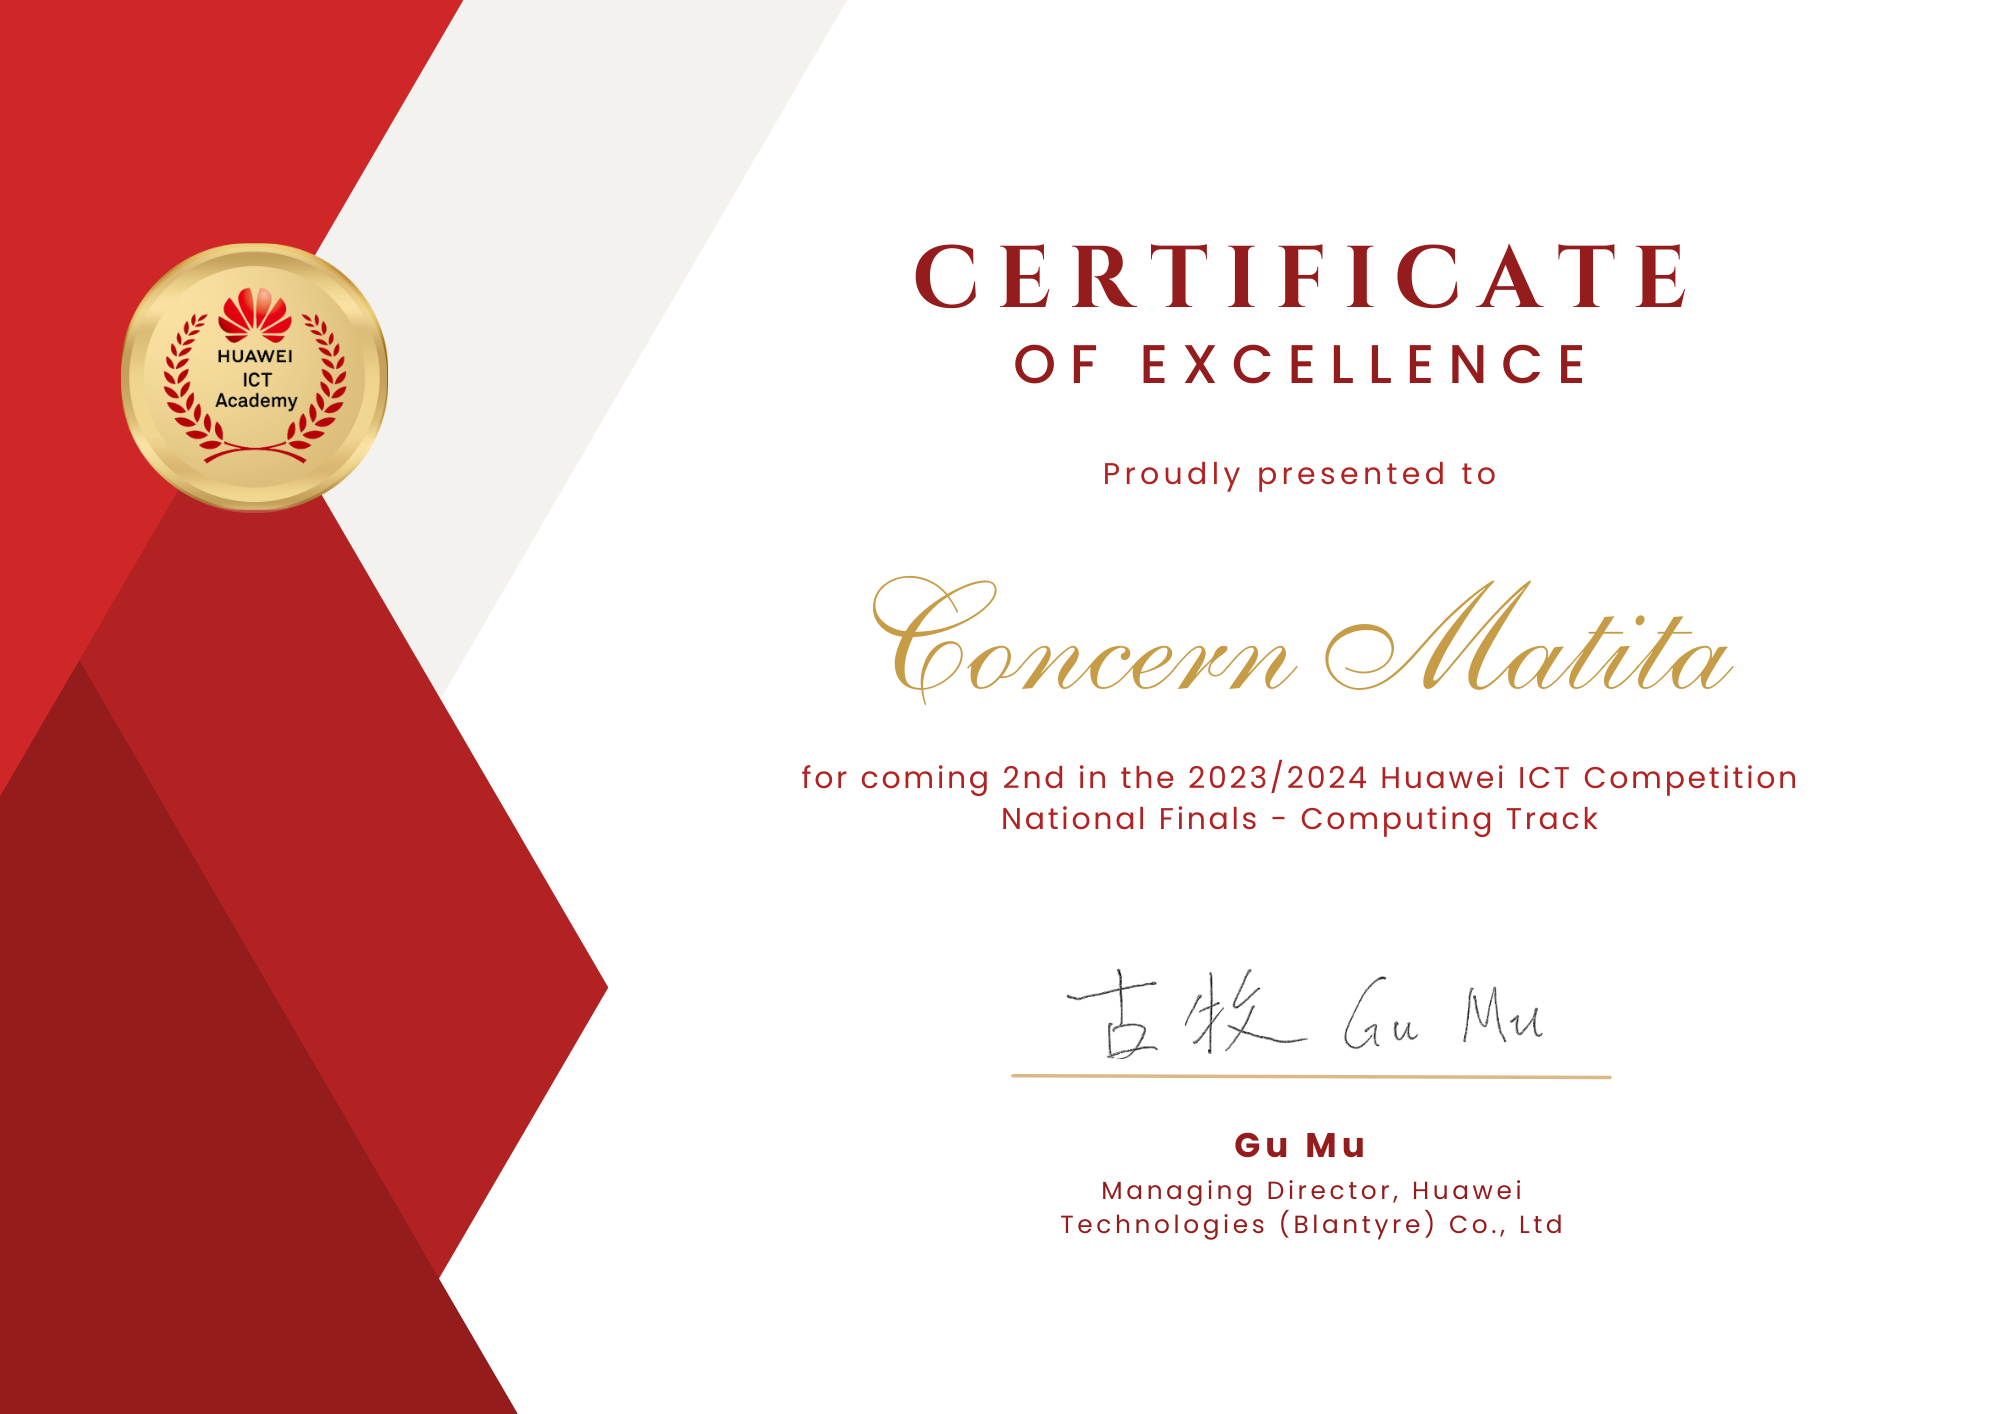 HUAWEI
ICT
Academy
CERTIFICATE
OF EXCELLENCE
Proudly presented to
Concern Matita
for coming 2nd in the 2023/2024 Huawei ICT Competition
National Finals - Computing Track
古牧 Gu Mu
Gu Mu
Managing Director, Huawei
Technologies (Blantyre) Co., Ltd